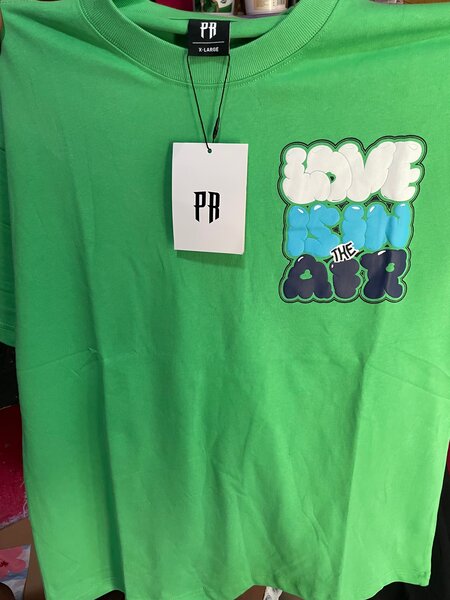 PR
X-LARGE
PR
LOVE
IS IN
THE
AIR